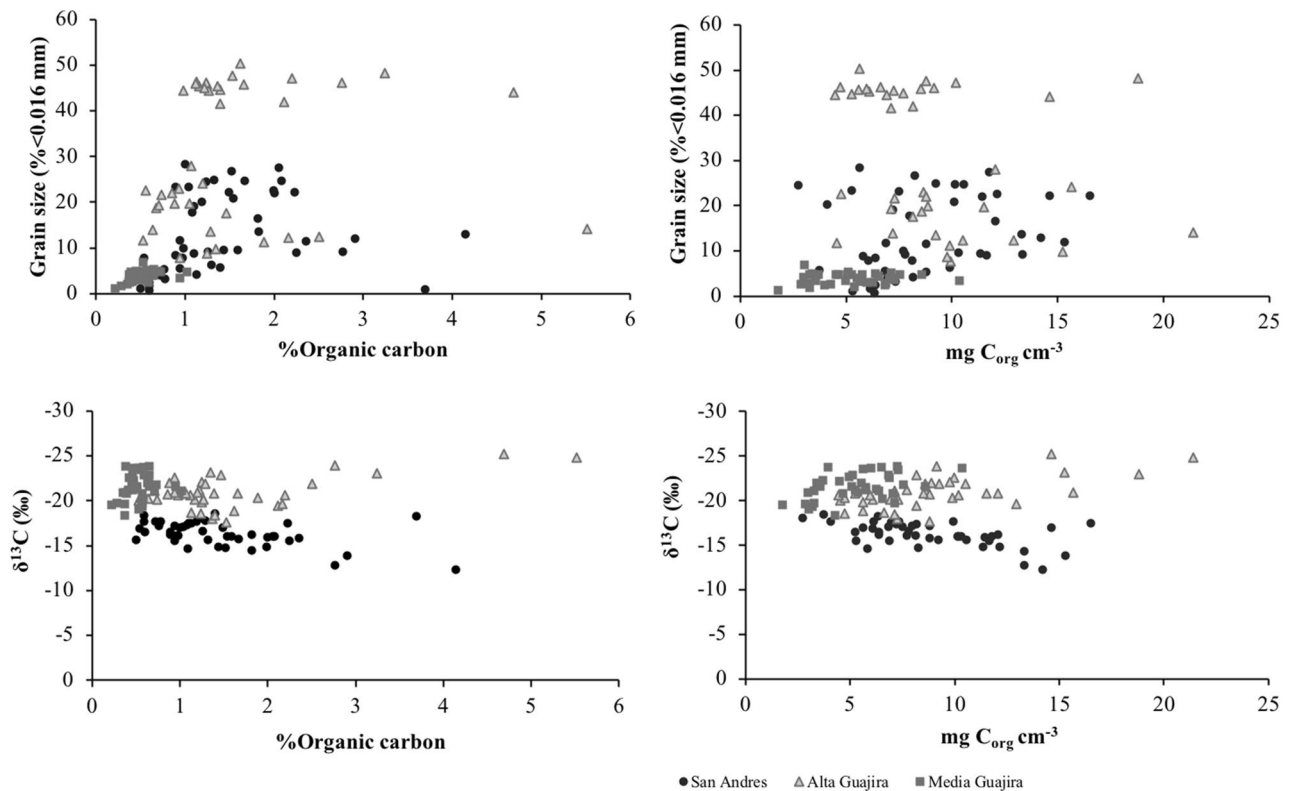 60
50
40
30
20
10
0
Grain size (%<0.016 mm)
0 1 2 3 4 5 6
%Organic carbon
60
50
40
30
20
10
0
Grain size (%<0.016 mm)
0 5 10 15 20 25
mg Corg cm-3
-30
-25
-20
-15
-10
-5
0
δ13C (‰)
0 1 2 3 4 5 6
%Organic carbon
-30
-25
-20
-15
-10
-5
0
δ13C (‰)
0 5 10 15 20 25
mg Corg cm-3
San Andres Alta Guajira Media Guajira